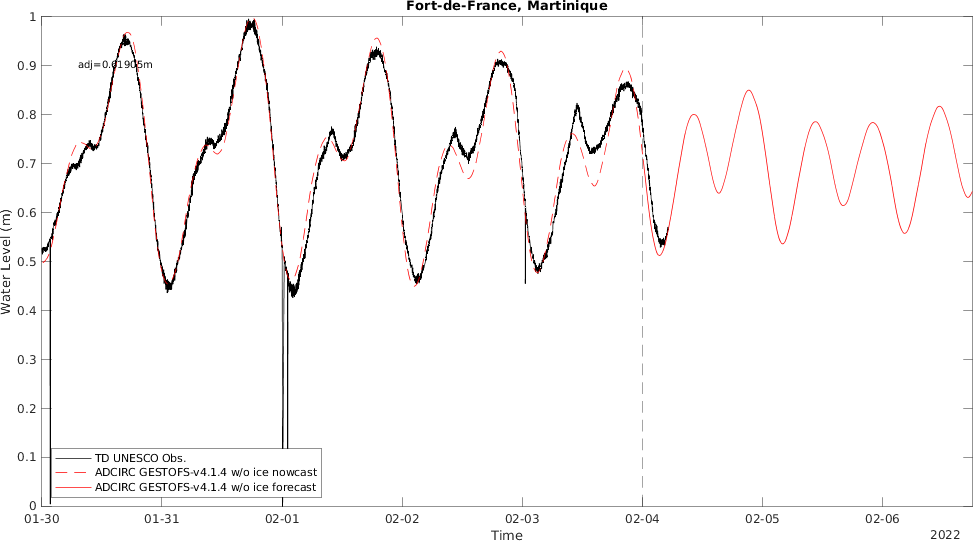 Fort-de-France, Martinique
1
0.9
0.8
0.7
0.6
0.5
0.4
0.3
0.2
0.1
0
Water Level (m)
adj=0.61905m
TD UNESCO Obs.
ADCIRC GESTOFS-v4.1.4 w/o ice nowcast
ADCIRC GESTOFS-v4.1.4 w/o ice forecast
01-30 01-31 02-01 02-02 02-03 02-04 02-05 02-06
Time
2022